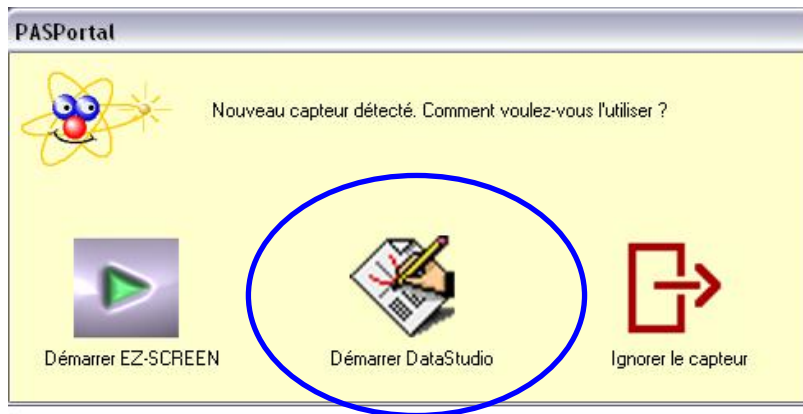 PASPortal
Nouveau capteur détecté. Comment voulez-vous l'utiliser ?
Démarrer EZ-SCREEN
Démarrer DataStudio
Ignorer le capteur